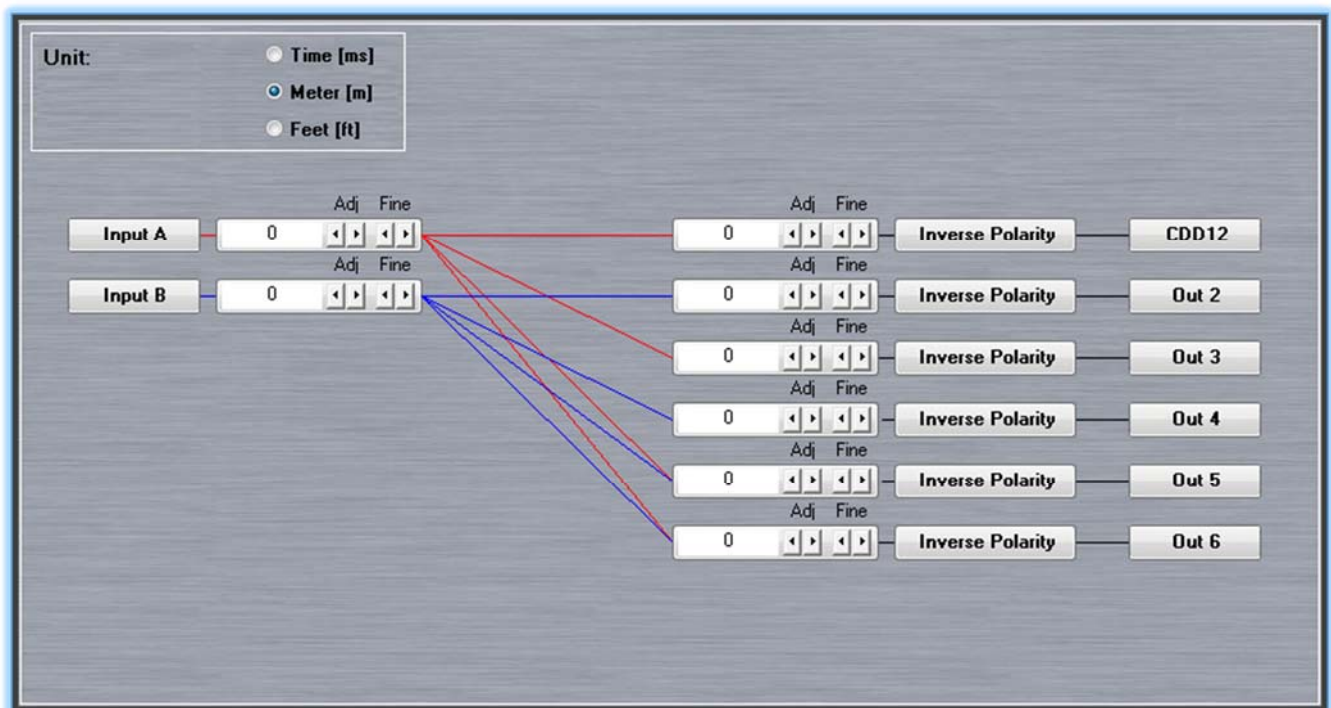 Unit:
Time [ms]
Meter [m]
Feet [ft]
Adj Fine Adj Fine
Input A 0 0 Inverse Polarity CDD12
Adj Fine Adj Fine
Input B 0 0 Inverse Polarity Out 2
Adj Fine
0 Inverse Polarity Out 3
Adj Fine
0 Inverse Polarity Out 4
Adj Fine
0 Inverse Polarity Out 5
Adj Fine
0 Inverse Polarity Out 6